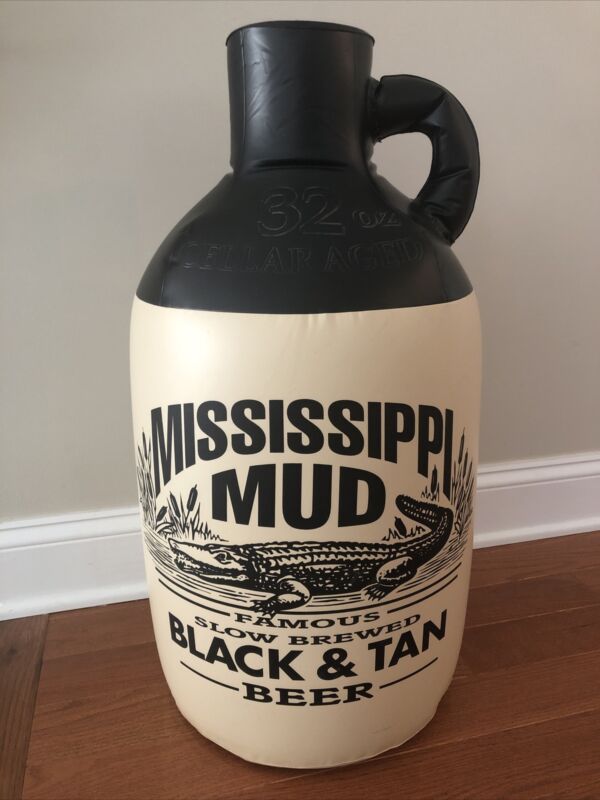 32 oz
CELLAR AGED
MISSISSIPPI
MUD
FAMOUS
SLOW BREWED
BLACK & TAN
BEER